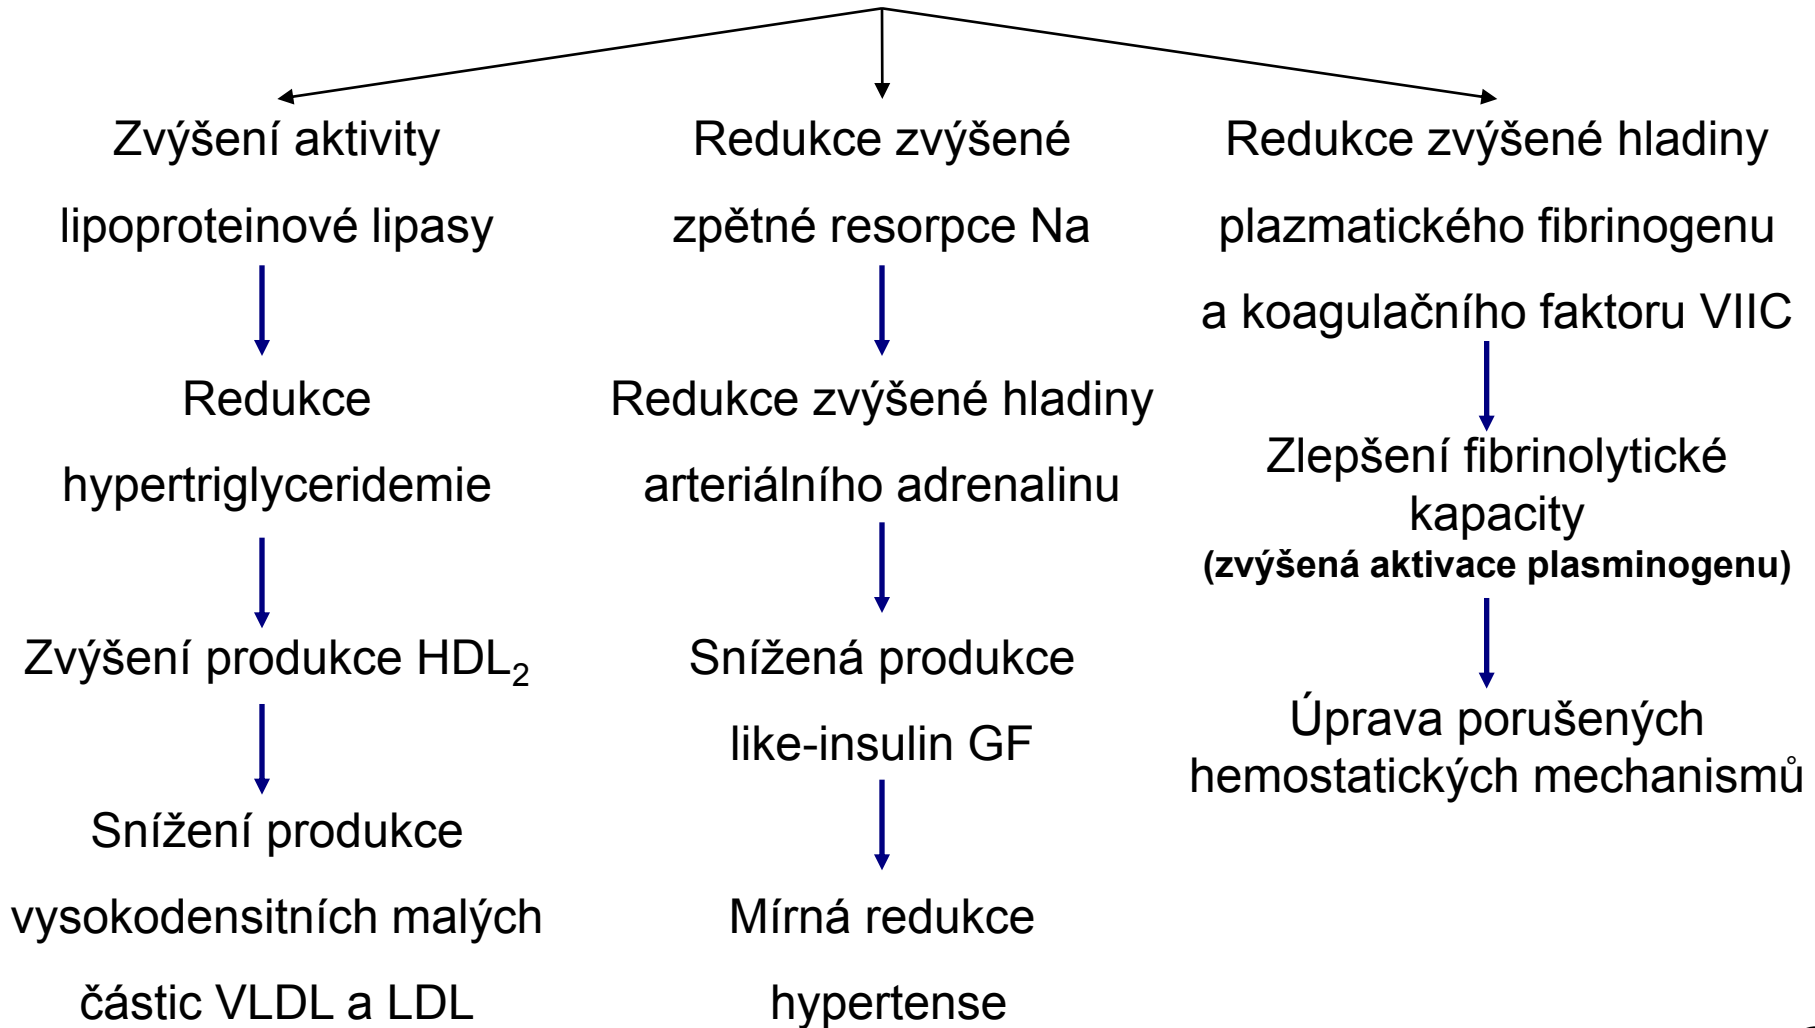 Zvýšení aktivity
lipoproteinové lipasy
Redukce
hypertriglyceridemie
Zvýšení produkce HDL₂
Snížení produkce
vysokodensitních malých
částic VLDL a LDL
Redukce zvýšené
zpětné resorpce Na
Redukce zvýšené hladiny
arteriálního adrenalinu
Snížená produkce
like-insulin GF
Mírná redukce
hypertense
Redukce zvýšené hladiny
plazmatického fibrinogenu
a koagulačního faktoru VIIC
Zlepšení fibrinolytické
kapacity
(zvýšená aktivace plasminogenu)
Úprava porušených
hemostatických mechanismů